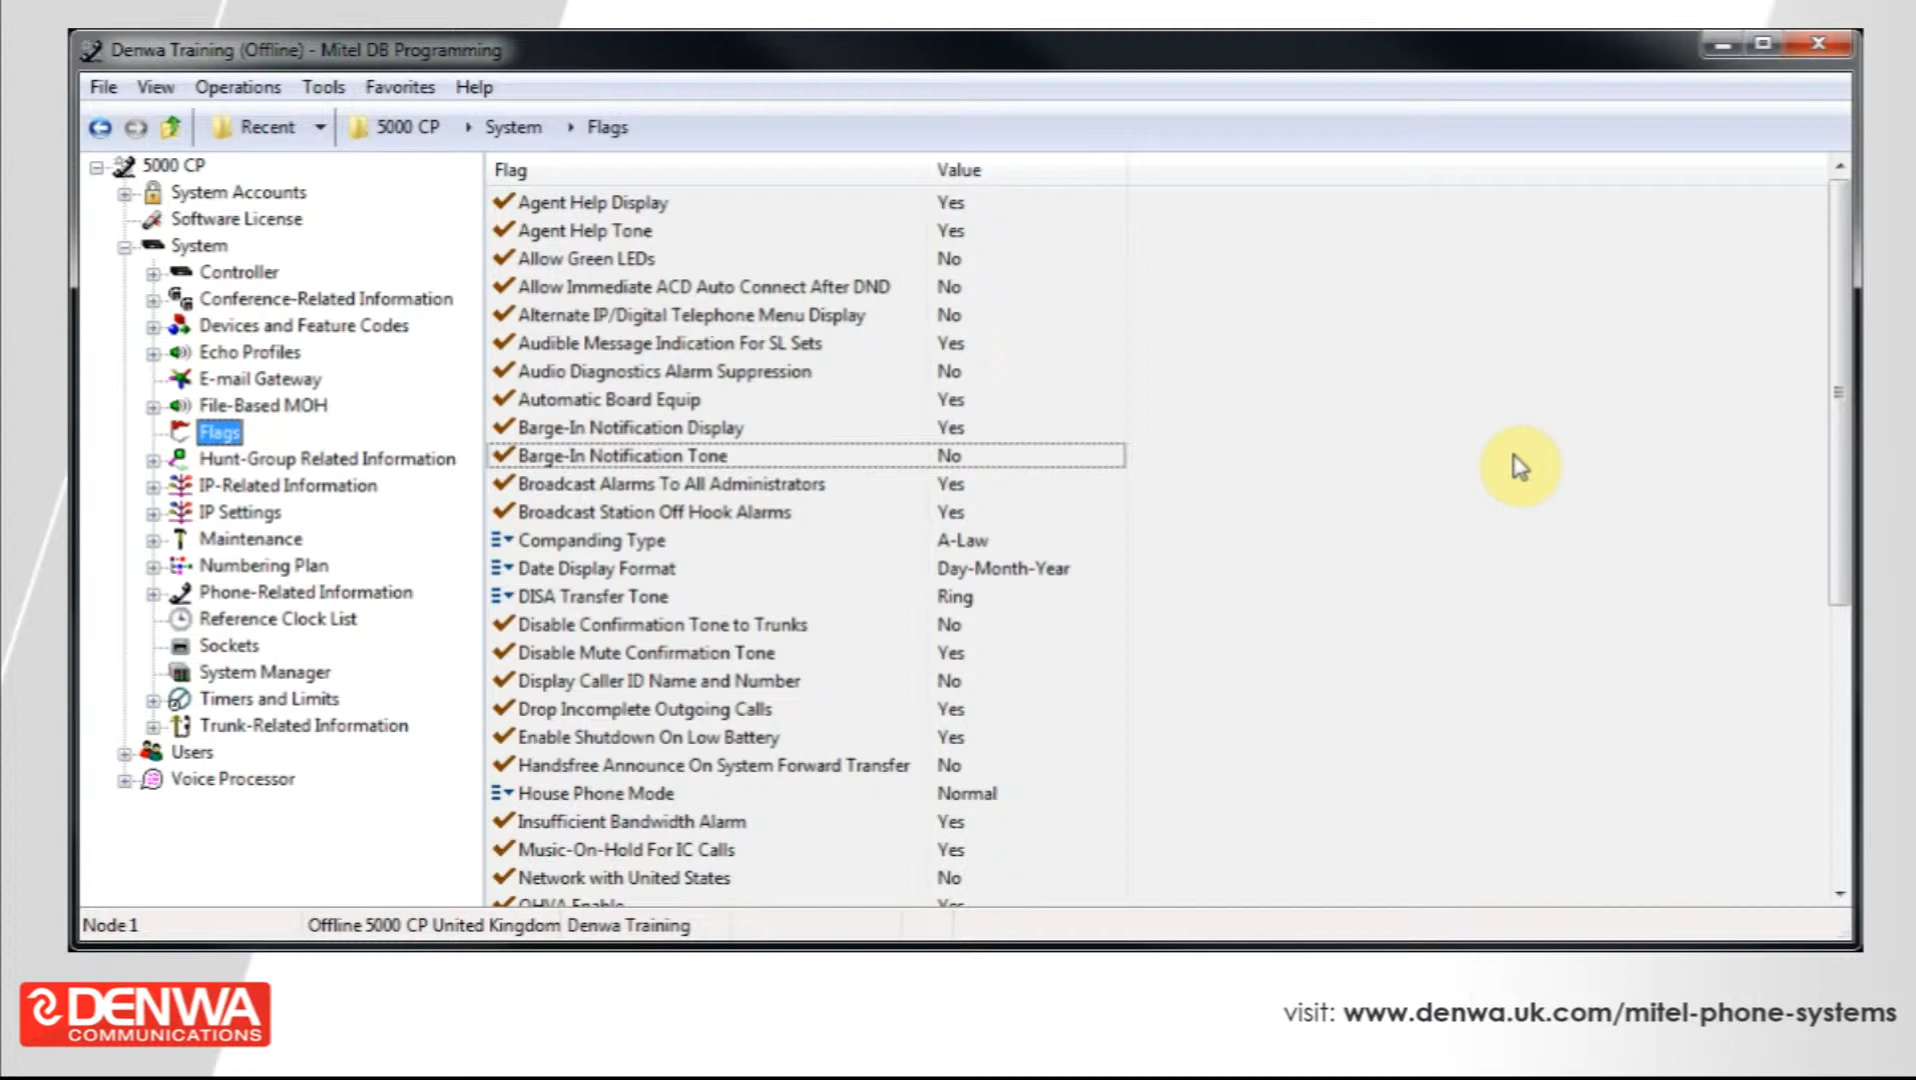 Denwa Training (Offline) - Mitel DB Programming
File View Operations Tools Favorites Help
Recent 5000 CP System Flags
5000 CP
System Accounts
Software License
System
Controller
Conference-Related Information
Devices and Feature Codes
Echo Profiles
E-mail Gateway
File-Based MOH
Flags
Hunt-Group Related Information
IP-Related Information
IP Settings
Maintenance
Numbering Plan
Phone-Related Information
Reference Clock List
Sockets
System Manager
Timers and Limits
Trunk-Related Information
Users
Voice Processor
Flag Value
Agent Help Display Yes
Agent Help Tone Yes
Allow Green LEDs No
Allow Immediate ACD Auto Connect After DND No
Alternate IP/Digital Telephone Menu Display No
Audible Message Indication For SL Sets Yes
Audio Diagnostics Alarm Suppression No
Automatic Board Equip Yes
Barge-In Notification Display Yes
Barge-In Notification Tone No
Broadcast Alarms To All Administrators Yes
Broadcast Station Off Hook Alarms Yes
Companding Type A-Law
Date Display Format Day-Month-Year
DISA Transfer Tone Ring
Disable Confirmation Tone to Trunks No
Disable Mute Confirmation Tone Yes
Display Caller ID Name and Number No
Drop Incomplete Outgoing Calls Yes
Enable Shutdown On Low Battery Yes
Handsfree Announce On System Forward Transfer No
House Phone Mode Normal
Insufficient Bandwidth Alarm Yes
Music-On-Hold For IC Calls Yes
Network with United States No
OHVA Enable Yes
Node 1 Offline 5000 CP United Kingdom Denwa Training
DENWA
COMMUNICATIONS
visit: www.denwa.uk.com/mitel-phone-systems